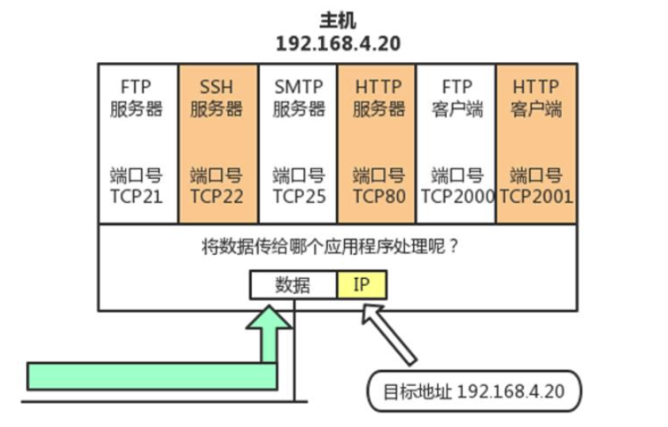 主机
192.168.4.20
FTP
服务器
端口号
TCP21
SSH
服务器
端口号
TCP22
SMTP
服务器
端口号
TCP25
HTTP
服务器
端口号
TCP80
FTP
客户端
端口号
TCP2000
HTTP
客户端
端口号
TCP2001
将数据传给哪个应用程序处理呢？
数据
IP
目标地址 192.168.4.20